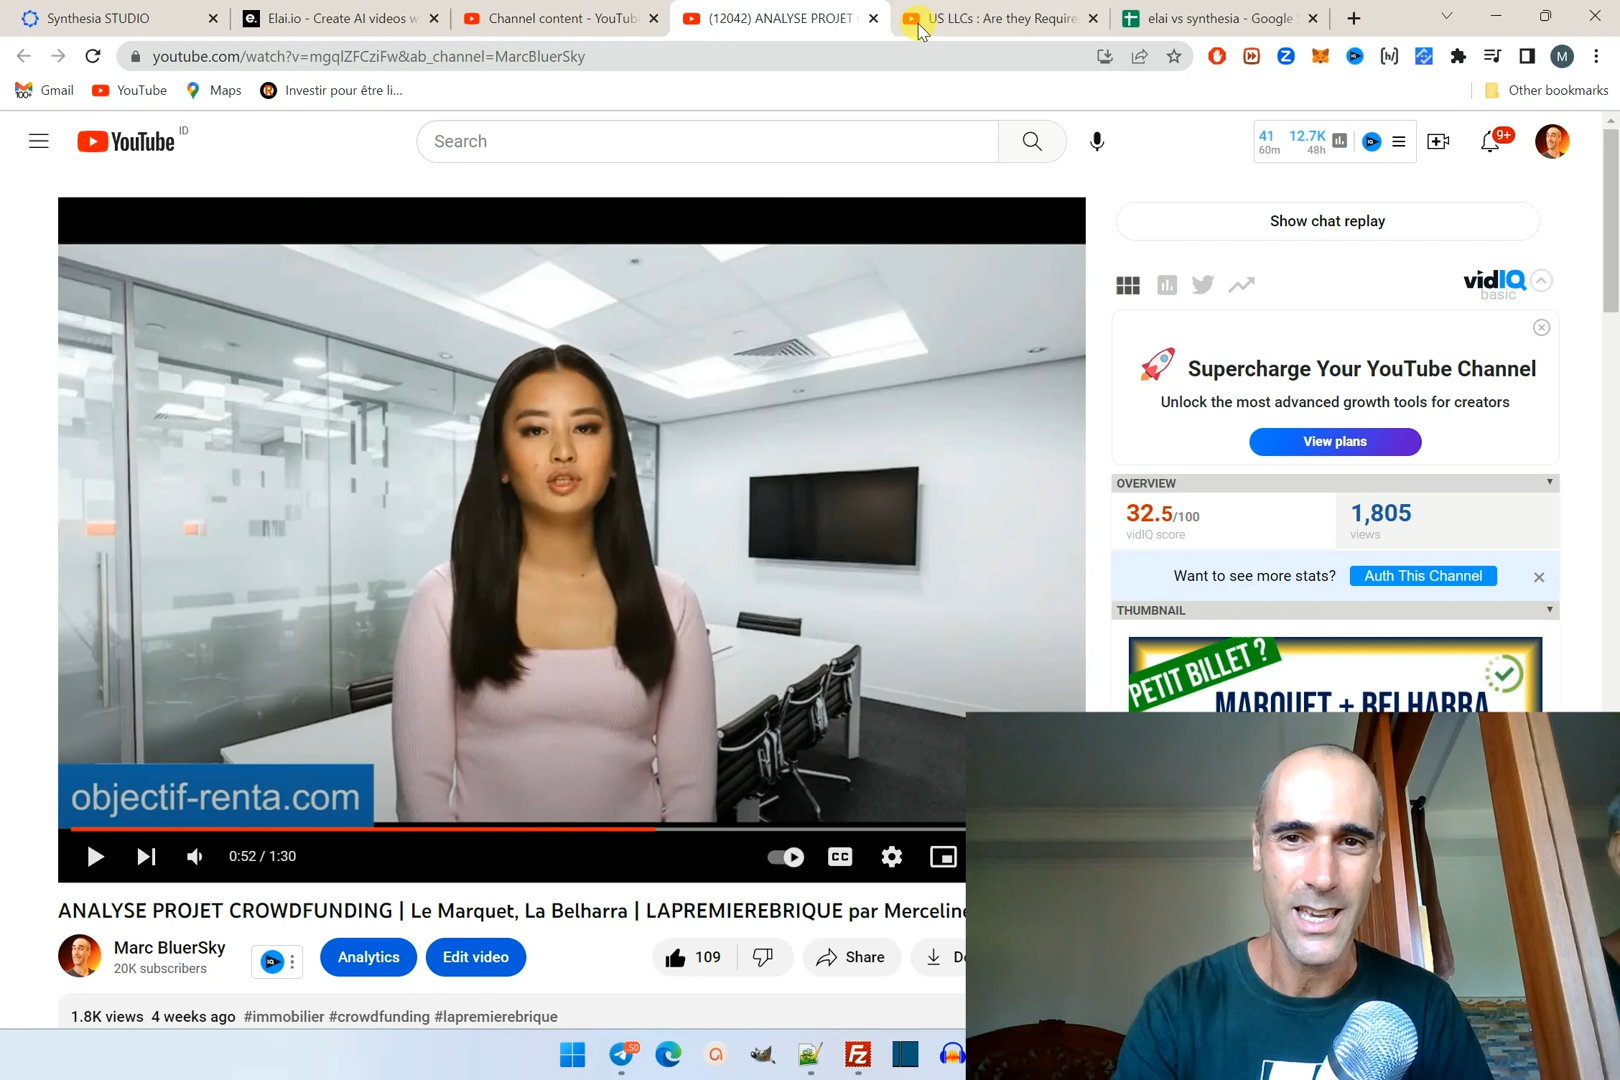 Synthesia STUDIO
Elai.io - Create AI videos w
Channel content - YouTub
(12042) ANALYSE PROJET
US LLCs : Are they Require
elai vs synthesia - Google
youtube.com/watch?v=mgqlZFCziFw&ab_channel=MarcBluerSky
M
100+
Gmail
YouTube
Maps
Investir pour être li...
Other bookmarks
YouTube ID
Search
41 12.7K
60m 48h
9+
Show chat replay
vidIQ
basic
Supercharge Your YouTube Channel
Unlock the most advanced growth tools for creators
View plans
OVERVIEW
32.5/100
1,805
vidIQ score
views
Want to see more stats?
Auth This Channel
THUMBNAIL
PETIT BILLET ?
MARQUET + BELHARRA
objectif-renta.com
0:52 / 1:30
CC
ANALYSE PROJET CROWDFUNDING | Le Marquet, La Belharra | LAPREMIEREBRIQUE par Merceline
Marc BluerSky
20K subscribers
Analytics
Edit video
109
Share
1.8K views 4 weeks ago #immobilier #crowdfunding #lapremierebrique
50